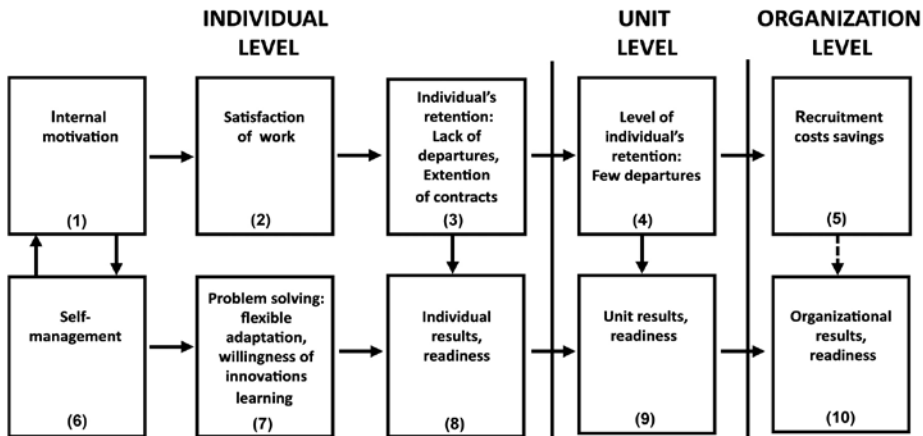 INDIVIDUAL
LEVEL
UNIT
LEVEL
ORGANIZATION
LEVEL
Internal
motivation
(1)
Satisfaction
of work
(2)
Individual's
retention:
Lack of
departures,
Extention
of contracts
(3)
Level of
individual's
retention:
Few departures
(4)
Recruitment
costs savings
(5)
Self-
management
(6)
Problem solving:
flexible
adaptation,
willingness of
innovations
learning
(7)
Individual
results,
readiness
(8)
Unit results,
readiness
(9)
Organizational
results,
readiness
(10)